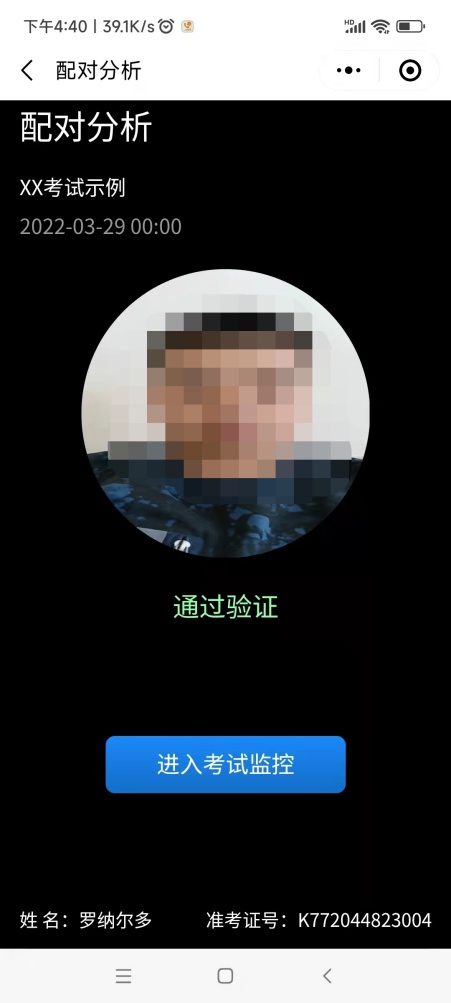 下午4:40 | 39.1K/s
HD
配对分析
配对分析
XX考试示例
2022-03-29 00:00
通过验证
进入考试监控
姓 名：罗纳尔多 准考证号：K772044823004